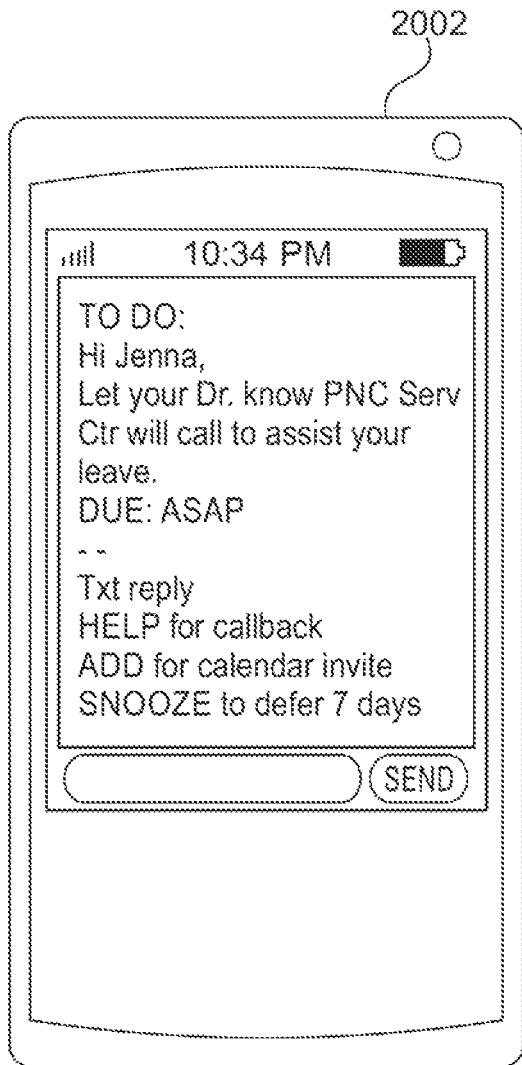 2002
10:34 PM
TO DO:
Hi Jenna,
Let your Dr. know PNC Serv
Ctr will call to assist your
leave.
DUE: ASAP
- -
Txt reply
HELP for callback
ADD for calendar invite
SNOOZE to defer 7 days
SEND